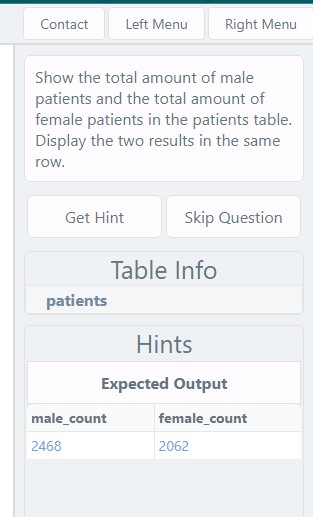 Contact Left Menu Right Menu
Show the total amount of male
patients and the total amount of
female patients in the patients table.
Display the two results in the same
row.
Get Hint Skip Question
Table Info
patients
Hints
Expected Output
male_count female_count
2468 2062